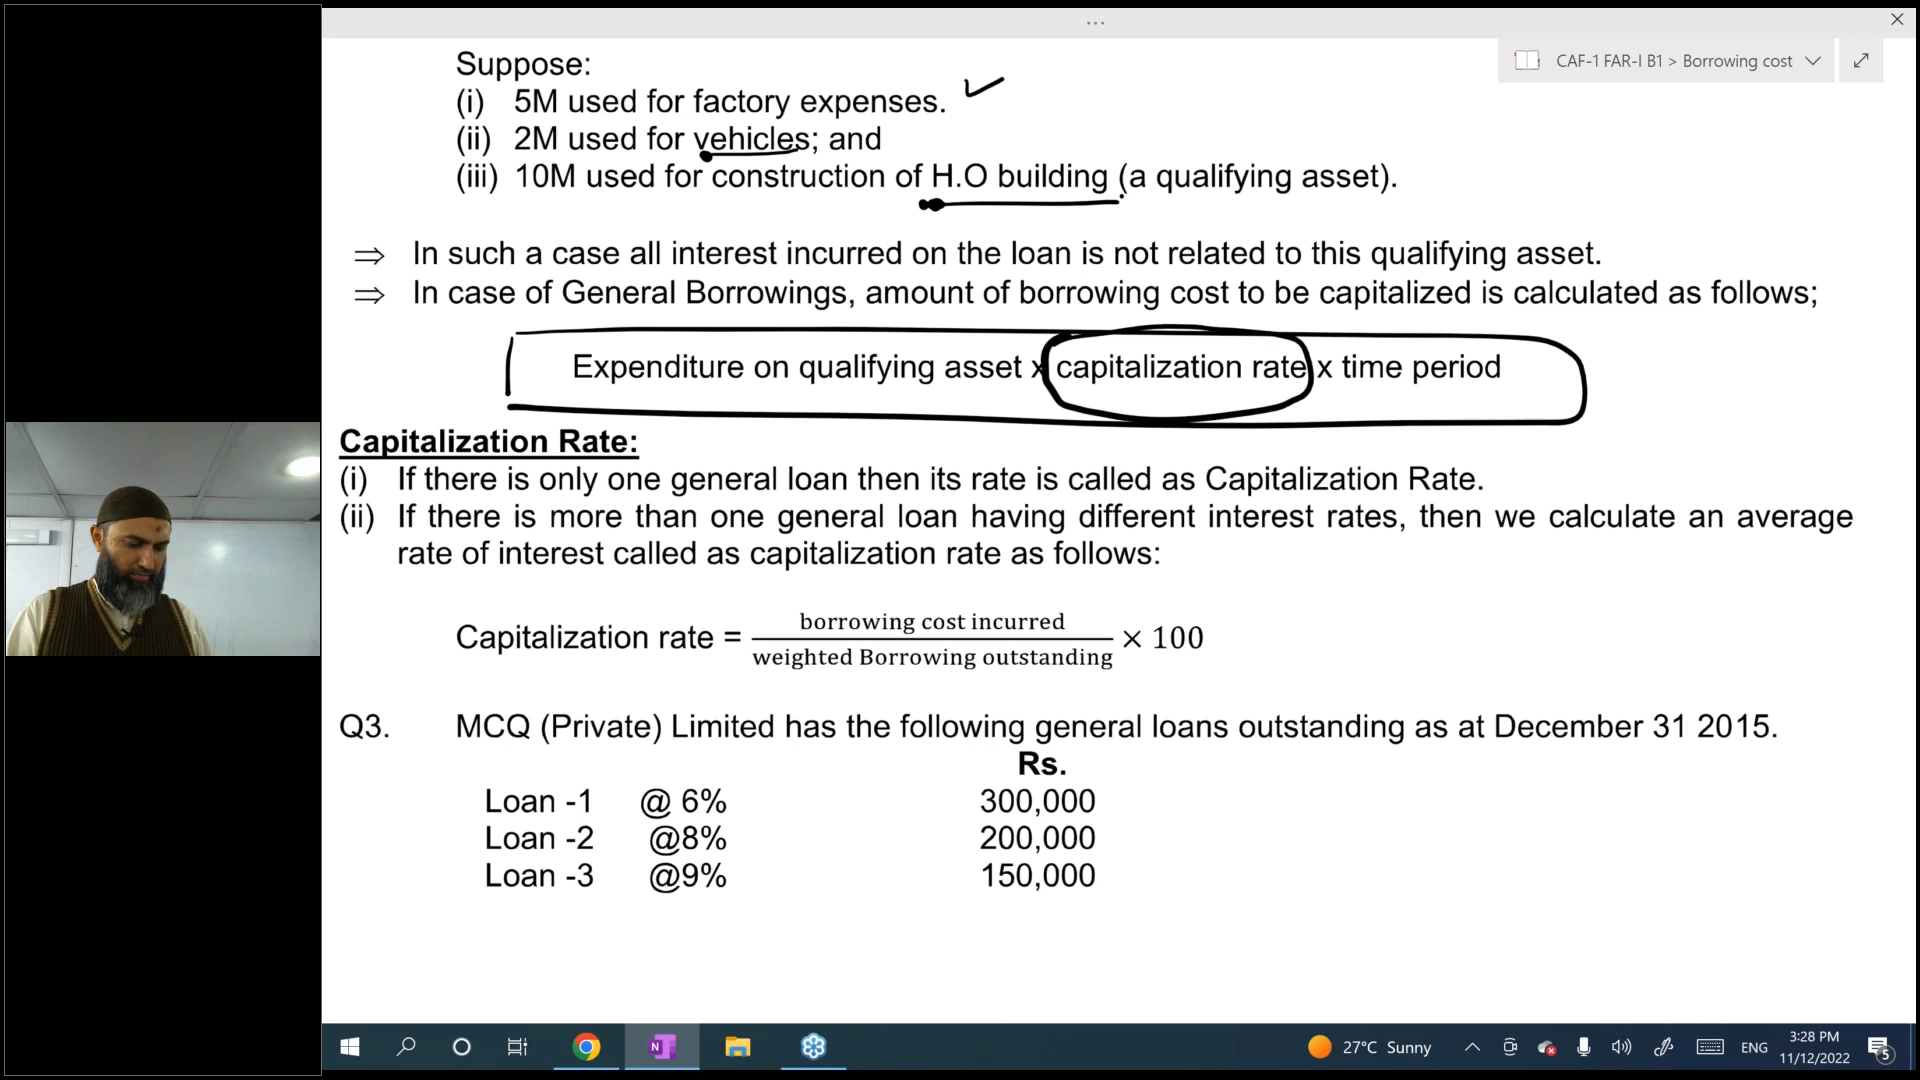 CAF-1 FAR-I B1 > Borrowing cost
Suppose:
(i) 5M used for factory expenses.
(ii) 2M used for vehicles; and
(iii) 10M used for construction of H.O building (a qualifying asset).
⇒ In such a case all interest incurred on the loan is not related to this qualifying asset.
⇒ In case of General Borrowings, amount of borrowing cost to be capitalized is calculated as follows;
Expenditure on qualifying asset x capitalization rate x time period
Capitalization Rate:
(i) If there is only one general loan then its rate is called as Capitalization Rate.
(ii) If there is more than one general loan having different interest rates, then we calculate an average
rate of interest called as capitalization rate as follows:
borrowing cost incurred
Capitalization rate = × 100
weighted Borrowing outstanding
Q3. MCQ (Private) Limited has the following general loans outstanding as at December 31 2015.
Rs.
Loan -1 @ 6% 300,000
Loan -2 @8% 200,000
Loan -3 @9% 150,000
27°C Sunny
ENG
3:28 PM
11/12/2022
5